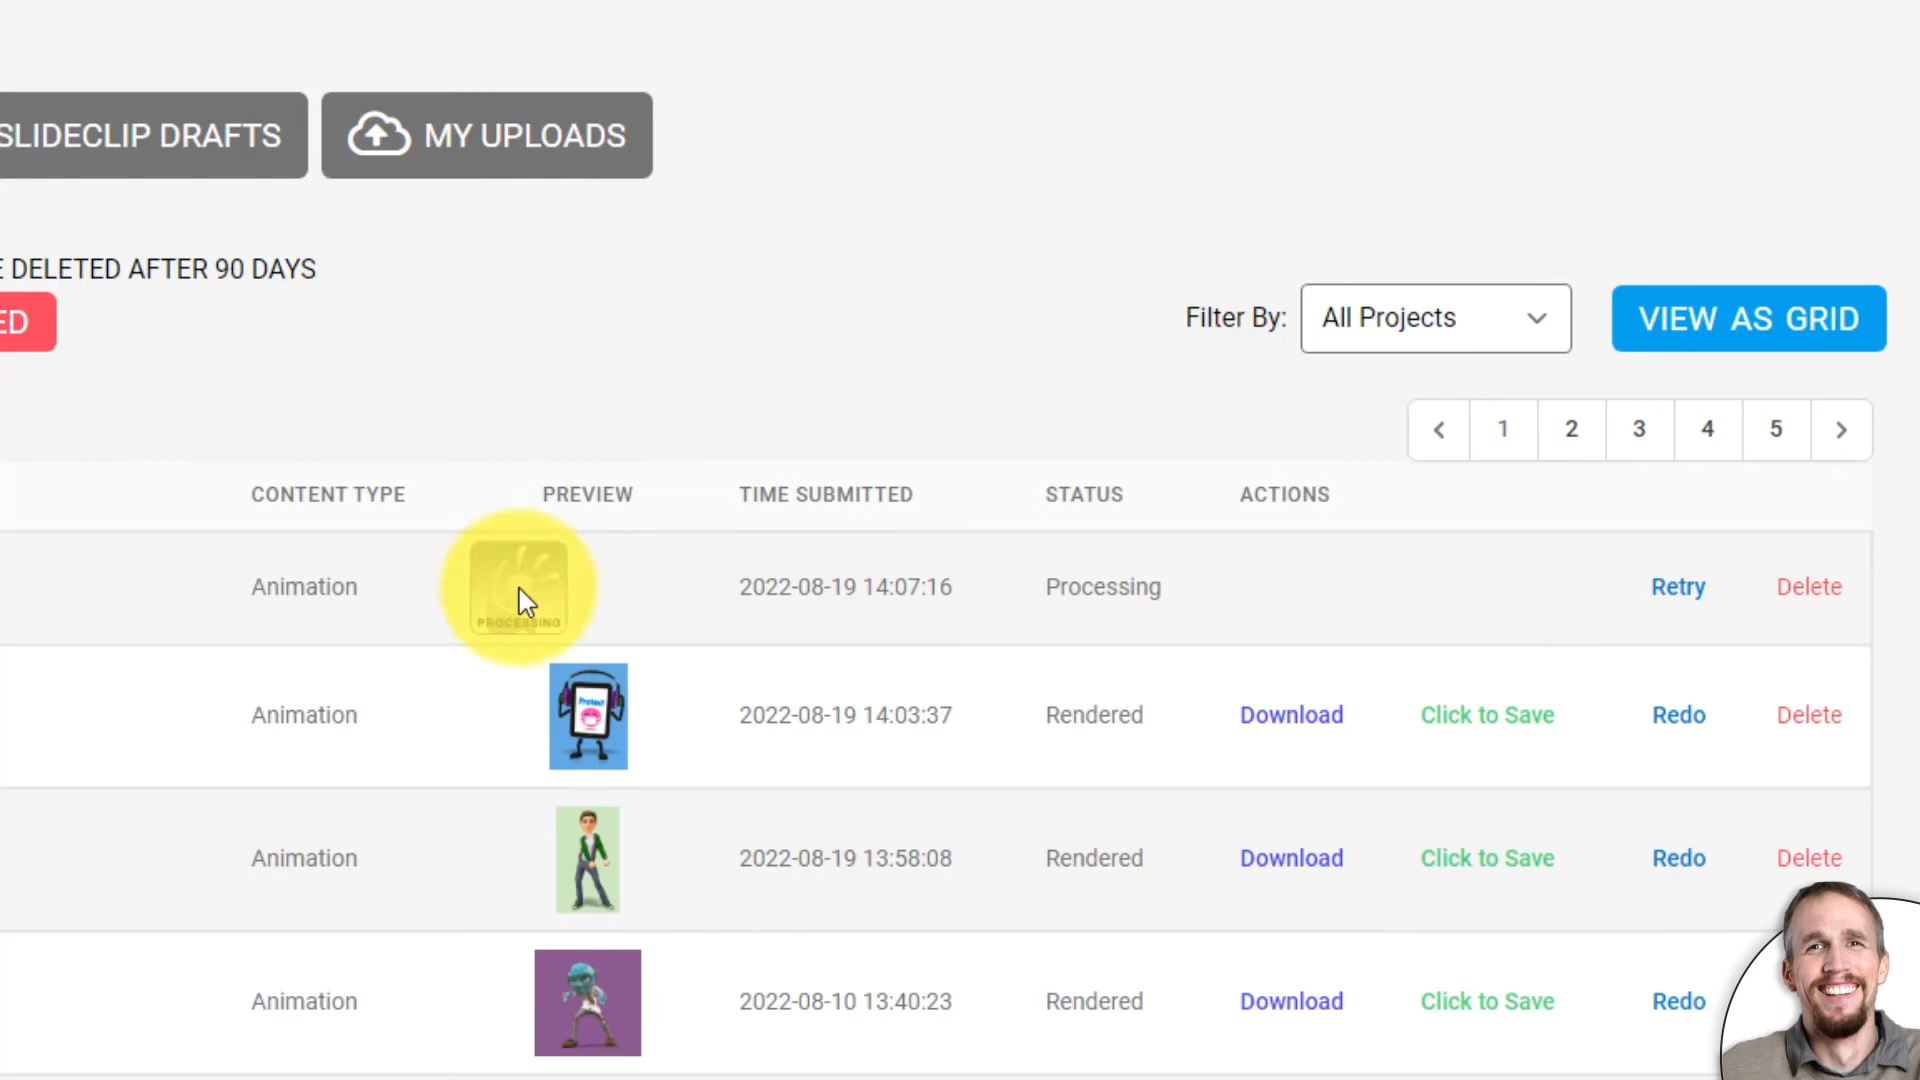 SLIDECLIP DRAFTS
MY UPLOADS
E DELETED AFTER 90 DAYS
ED
Filter By:
All Projects
VIEW AS GRID
1 2 3 4 5
CONTENT TYPE PREVIEW TIME SUBMITTED STATUS ACTIONS
Animation PROCESSING 2022-08-19 14:07:16 Processing Retry Delete
Animation Protect 2022-08-19 14:03:37 Rendered Download Click to Save Redo Delete
Animation 2022-08-19 13:58:08 Rendered Download Click to Save Redo Delete
Animation 2022-08-10 13:40:23 Rendered Download Click to Save Redo